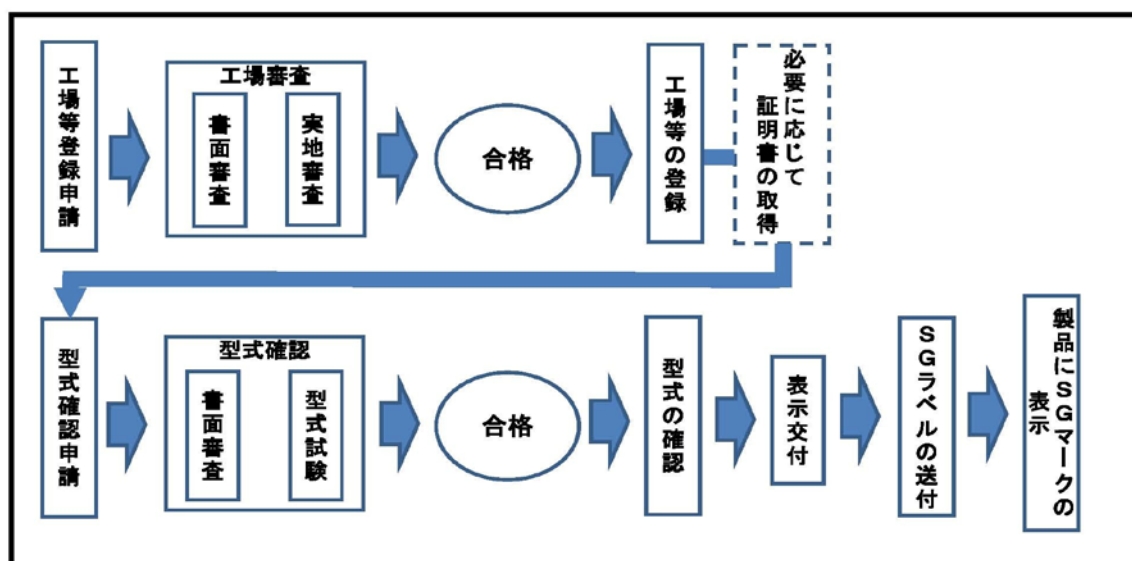 工場等登録申請
工場審査
書面審査
実地審査
合格
工場等の登録
必要に応じて
証明書の取得
型式確認申請
型式確認
書面審査
型式試験
合格
型式の確認
表示交付
SGラベルの送付
製品にSGマークの
表示